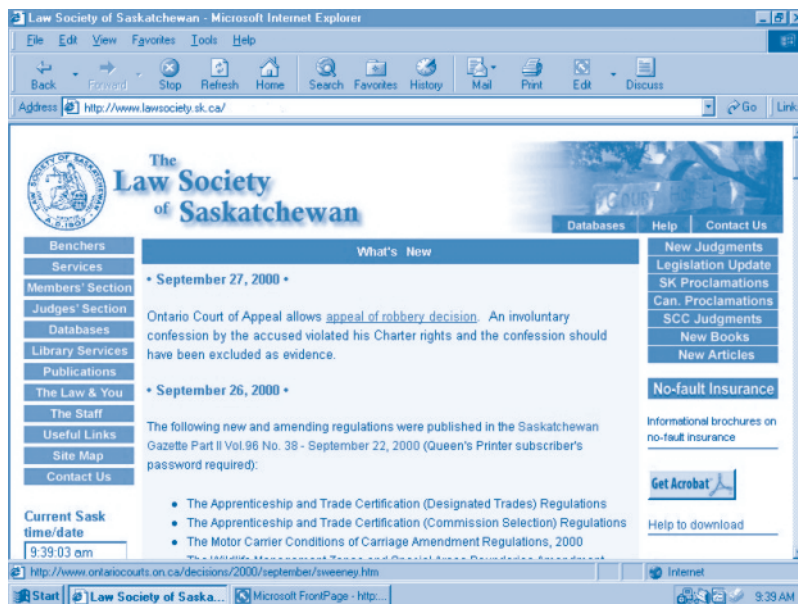 Law Society of Saskatchewan - Microsoft Internet Explorer
File Edit View Favorites Tools Help
Back Forward Stop Refresh Home Search Favorites History Mail Print Edit Discuss
Address http://www.lawsociety.sk.ca/ Go Link
The
Law Society
of Saskatchewan
Databases Help Contact Us
Benchers
Services
Members' Section
Judges' Section
Databases
Library Services
Publications
The Law & You
The Staff
Useful Links
Site Map
Contact Us
Current Sask
time/date
9:39:03 am
What's New
• September 27, 2000 •
Ontario Court of Appeal allows appeal of robbery decision. An involuntary
confession by the accused violated his Charter rights and the confession should
have been excluded as evidence.
• September 26, 2000 •
The following new and amending regulations were published in the Saskatchewan
Gazette Part II Vol.96 No. 38 - September 22, 2000 (Queen's Printer subscriber's
password required):
• The Apprenticeship and Trade Certification (Designated Trades) Regulations
• The Apprenticeship and Trade Certification (Commission Selection) Regulations
• The Motor Carrier Conditions of Carriage Amendment Regulations, 2000
The Wildlife Management Zones and Special Areas Boundaries Amendment
New Judgments
Legislation Update
SK Proclamations
Can. Proclamations
SCC Judgments
New Books
New Articles
No-fault Insurance
Informational brochures on
no-fault insurance
Get Acrobat
Help to download
http://www.ontariocourts.on.ca/decisions/2000/september/sweeney.htm Internet
Start Law Society of Saska... Microsoft FrontPage - http:... 9:39 AM